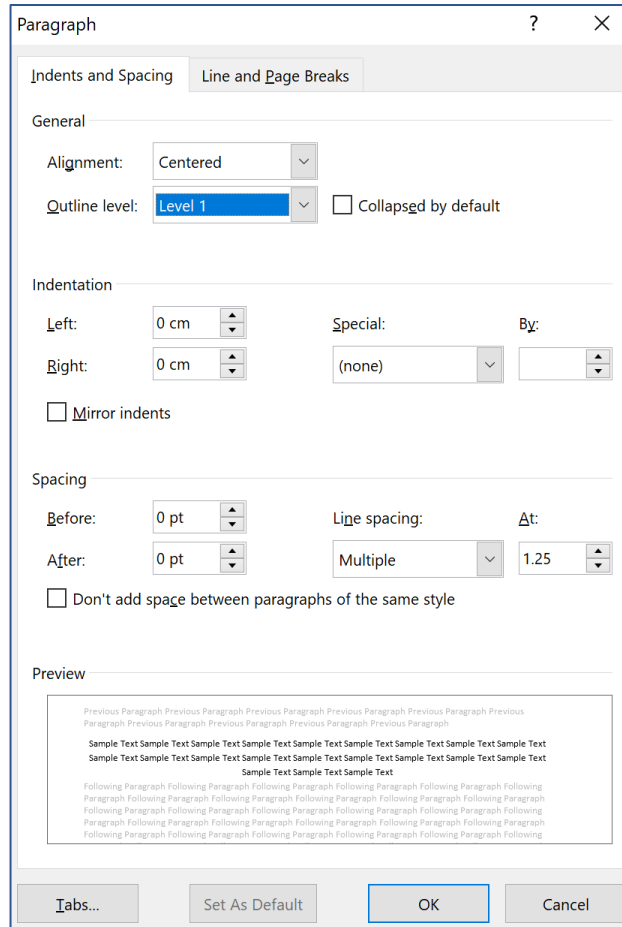 Paragraph ?
Indents and Spacing Line and Page Breaks
General
Alignment: Centered
Outline level: Level 1 Collapsed by default
Indentation
Left: 0 cm Special: By:
Right: 0 cm (none)
Mirror indents
Spacing
Before: 0 pt Line spacing: At:
After: 0 pt Multiple 1.25
Don't add space between paragraphs of the same style
Preview
Previous Paragraph Previous Paragraph Previous Paragraph Previous Paragraph Previous Paragraph Previous
Paragraph Previous Paragraph Previous Paragraph Previous Paragraph Previous Paragraph
Sample Text Sample Text Sample Text Sample Text Sample Text Sample Text Sample Text Sample Text Sample Text
Sample Text Sample Text Sample Text Sample Text Sample Text Sample Text Sample Text Sample Text Sample Text
Sample Text Sample Text Sample Text
Following Paragraph Following Paragraph Following Paragraph Following Paragraph Following Paragraph Following
Paragraph Following Paragraph Following Paragraph Following Paragraph Following Paragraph Following Paragraph
Following Paragraph Following Paragraph Following Paragraph Following Paragraph Following Paragraph Following
Paragraph Following Paragraph Following Paragraph Following Paragraph Following Paragraph Following Paragraph
Following Paragraph Following Paragraph Following Paragraph Following Paragraph Following Paragraph Following
Tabs... Set As Default OK Cancel